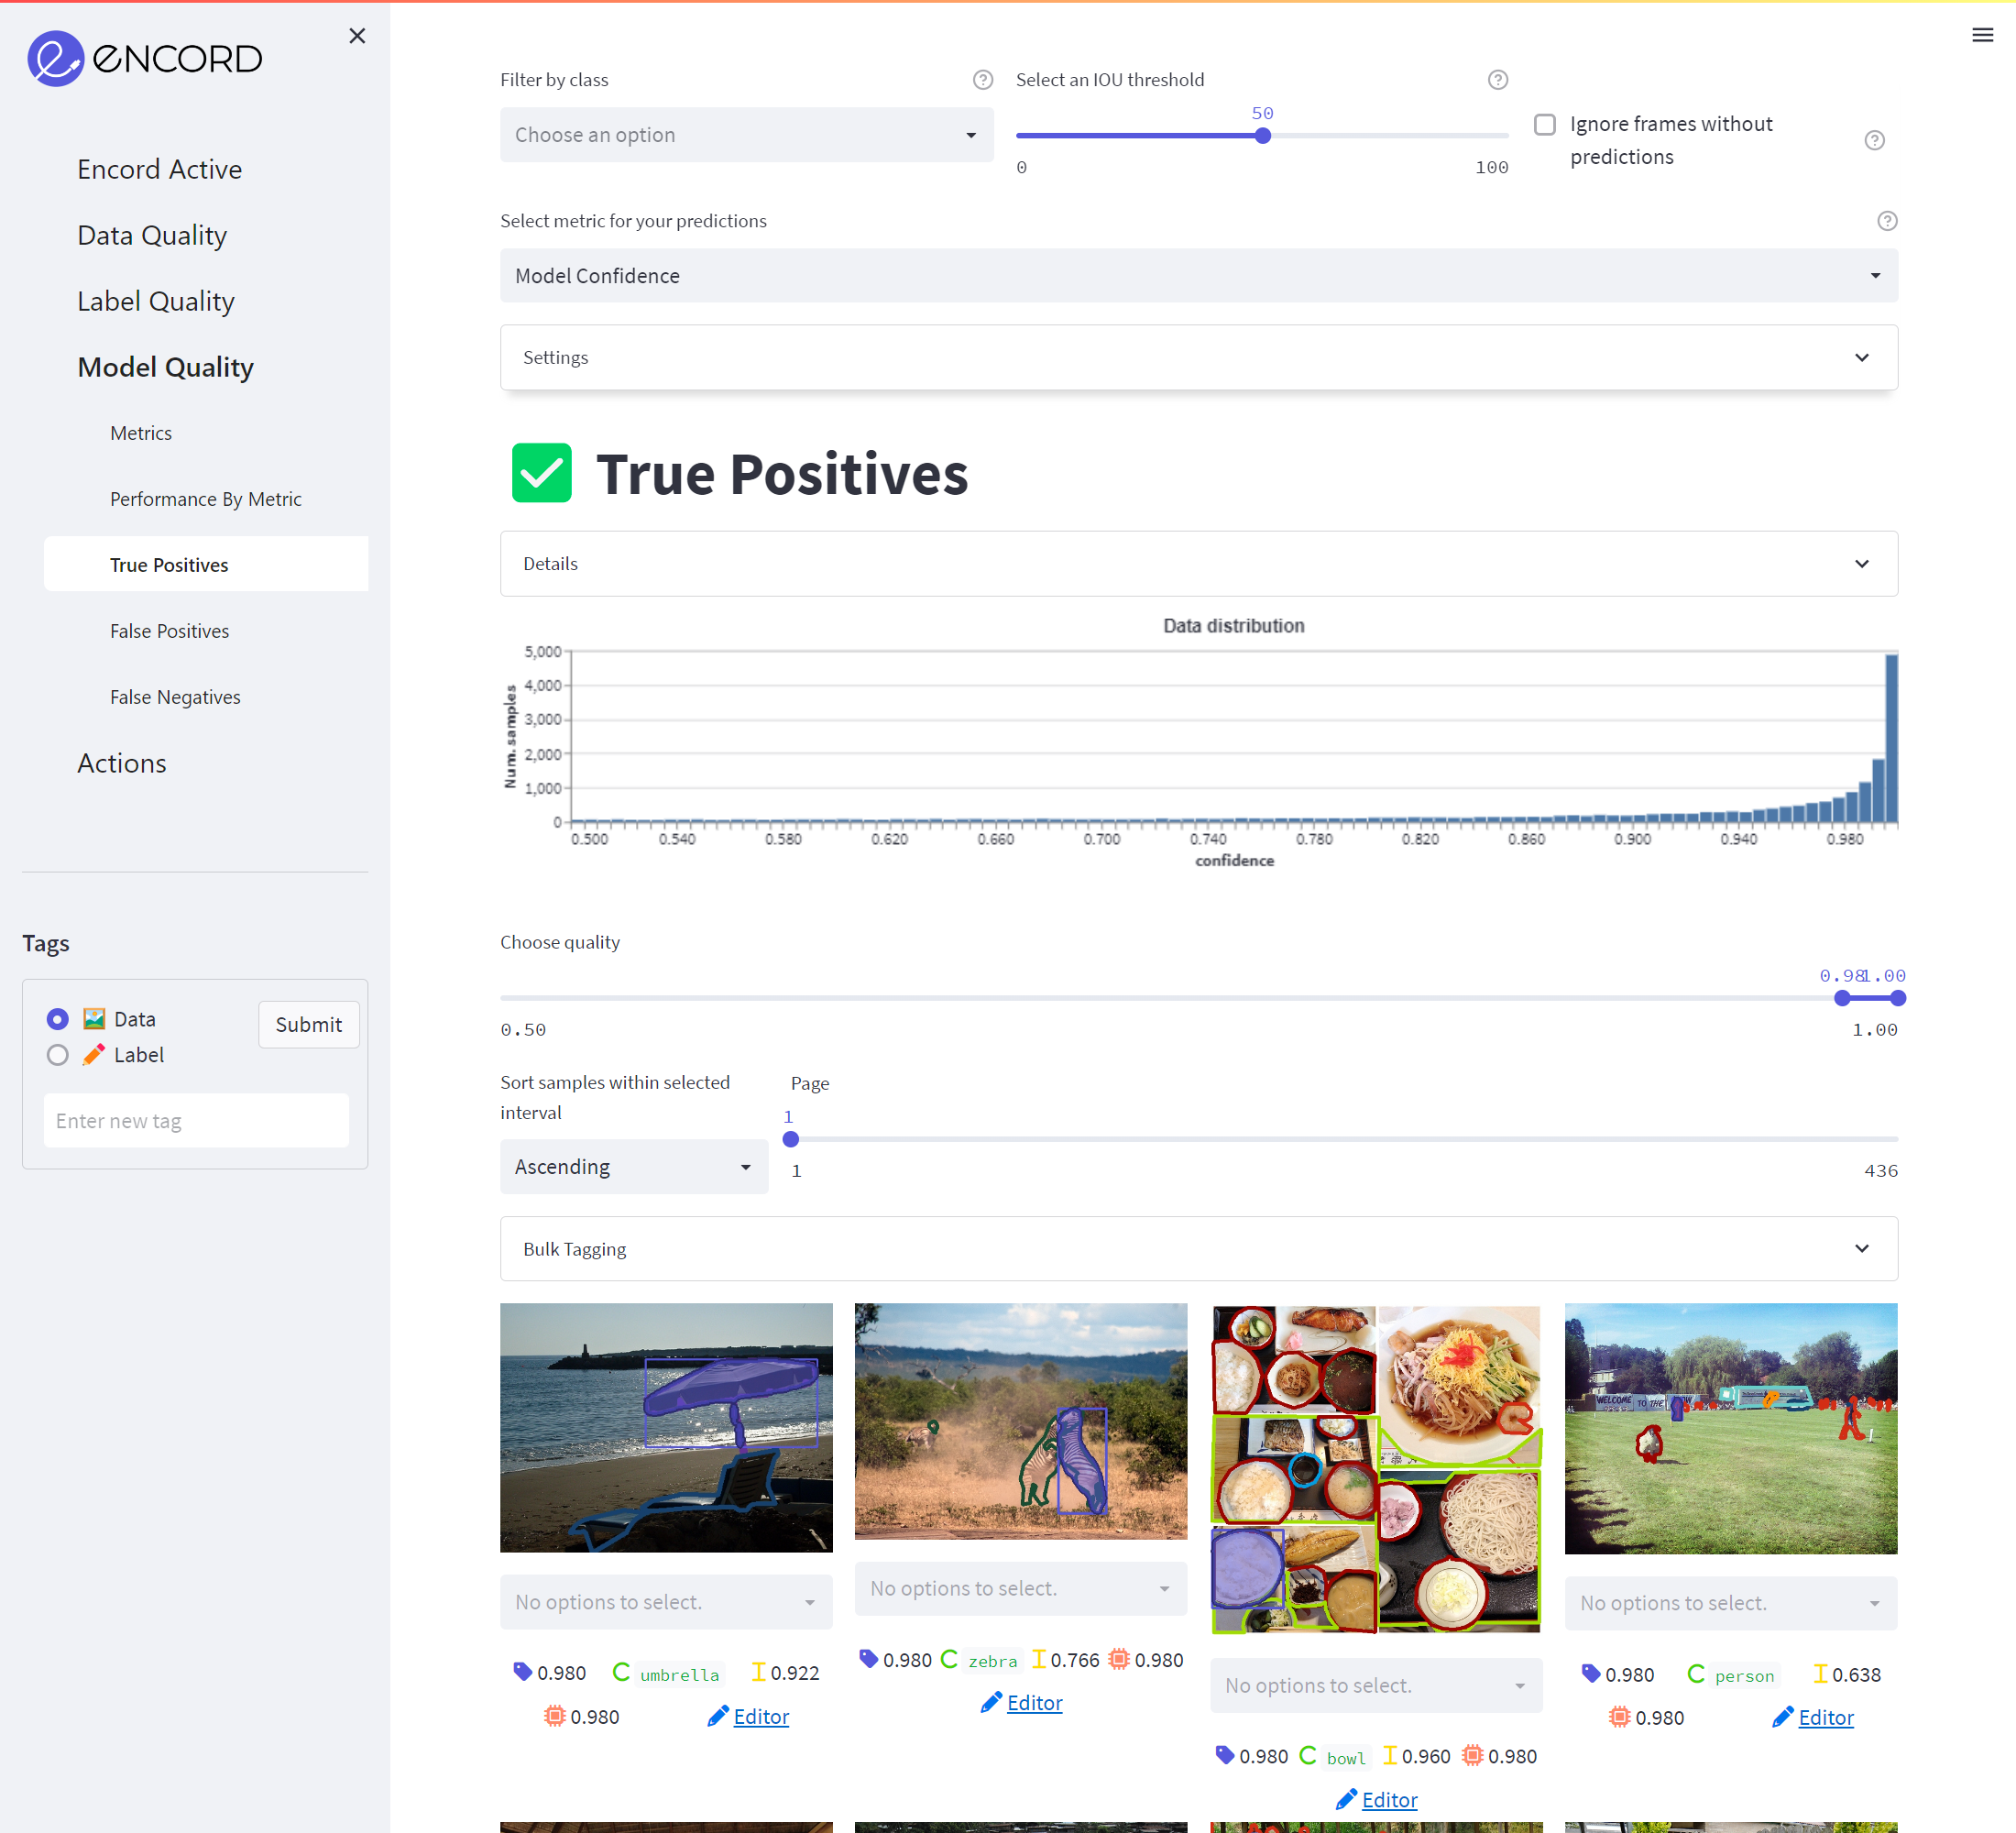 ENCORD
Encord Active
Data Quality
Label Quality
Model Quality
Metrics
Performance By Metric
True Positives
False Positives
False Negatives
Actions
Tags
Data
Label
Submit
Enter new tag
Filter by class
Choose an option
Select an IOU threshold
50
0
100
Ignore frames without
predictions
Select metric for your predictions
Model Confidence
Settings
True Positives
Details
Data distribution
5,000
4,000
3,000
2,000
1,000
0
Num. samples
0.500 0.540 0.580 0.620 0.660 0.700 0.740 0.780 0.820 0.860 0.900 0.940 0.980
confidence
Choose quality
0.98 1.00
0.50
1.00
Sort samples within selected
interval
Ascending
Page
1
1
436
Bulk Tagging
WELCOME TO THE
No options to select.
0.980 C umbrella 0.922
0.980 Editor
No options to select.
0.980 C zebra 0.766 0.980
Editor
No options to select.
0.980 C bowl 0.960 0.980
Editor
No options to select.
0.980 C person 0.638
0.980 Editor